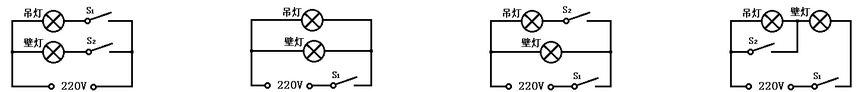 吊灯 S₁
壁灯 S₂
220V
吊灯
壁灯
220V S₁
吊灯 S₂
壁灯
220V S₁
吊灯 壁灯
S₂
220V S₁